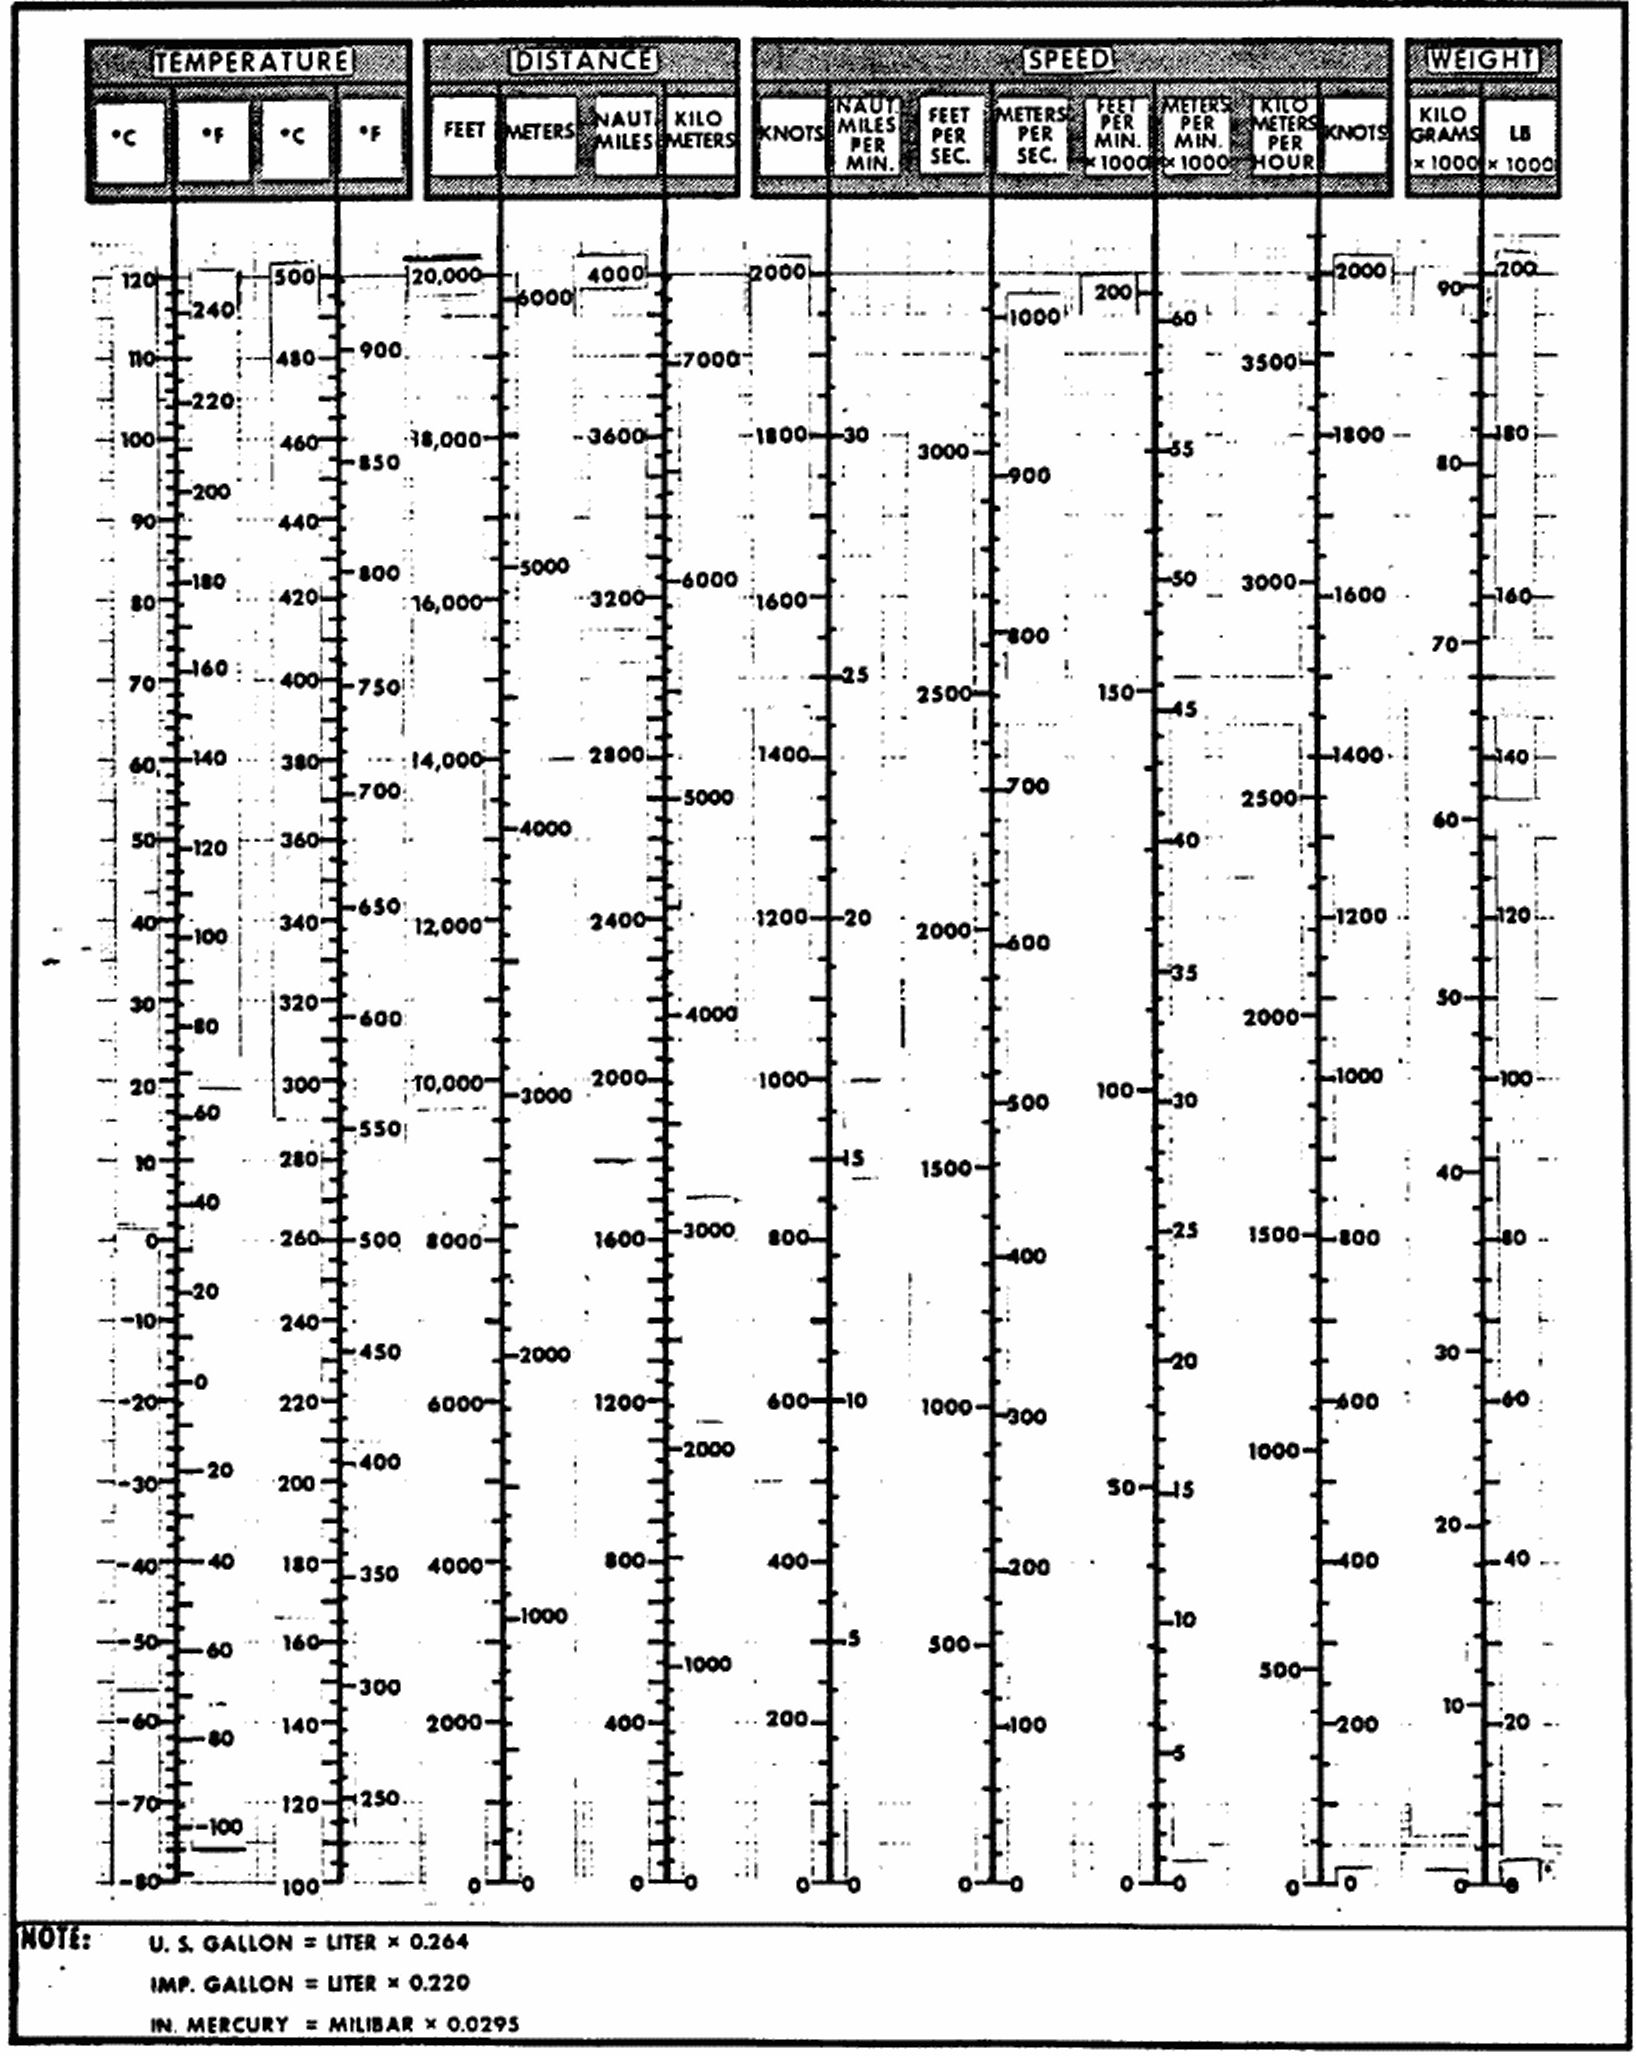 TEMPERATURE DISTANCE SPEED WEIGHT
°C °F °C °F
FEET METERS NAUT. MILES KILO METERS
KNOTS NAUT. MILES PER MIN. FEET PER SEC. METERS PER SEC. FEET PER MIN. × 1000 METERS PER MIN. × 1000 KILO METERS PER HOUR KNOTS
KILO GRAMS × 1000 LB × 1000
120 110 100 90 80 70 60 50 40 30 20 10 0 -10 -20 -30 -40 -50 -60 -70 -80
240 220 200 180 160 140 120 100 80 60 40 20 0 -20 -40 -60 -80 -100
500 480 460 440 420 400 380 360 340 320 300 280 260 240 220 200 180 160 140 120 100
900 850 800 750 700 650 600 550 500 450 400 350 300 250
20,000 18,000 16,000 14,000 12,000 10,000 8000 6000 4000 2000 0
6000 5000 4000 3000 2000 1000 0
4000 3600 3200 2800 2400 2000 1600 1200 800 400 0
7000 6000 5000 4000 3000 2000 1000 0
2000 1800 1600 1400 1200 1000 800 600 400 200 0
30 25 20 15 10 5 0
3000 2500 2000 1500 1000 500 0
1000 900 800 700 600 500 400 300 200 100 0
200 150 100 50 0
60 55 50 45 40 35 30 25 20 15 10 5 0
3500 3000 2500 2000 1500 1000 500 0
2000 1800 1600 1400 1200 1000 800 600 400 200 0
90 80 70 60 50 40 30 20 10 0
200 180 160 140 120 100 80 60 40 20 0
NOTE: U. S. GALLON = LITER × 0.264
IMP. GALLON = LITER × 0.220
IN. MERCURY = MILIBAR × 0.0295